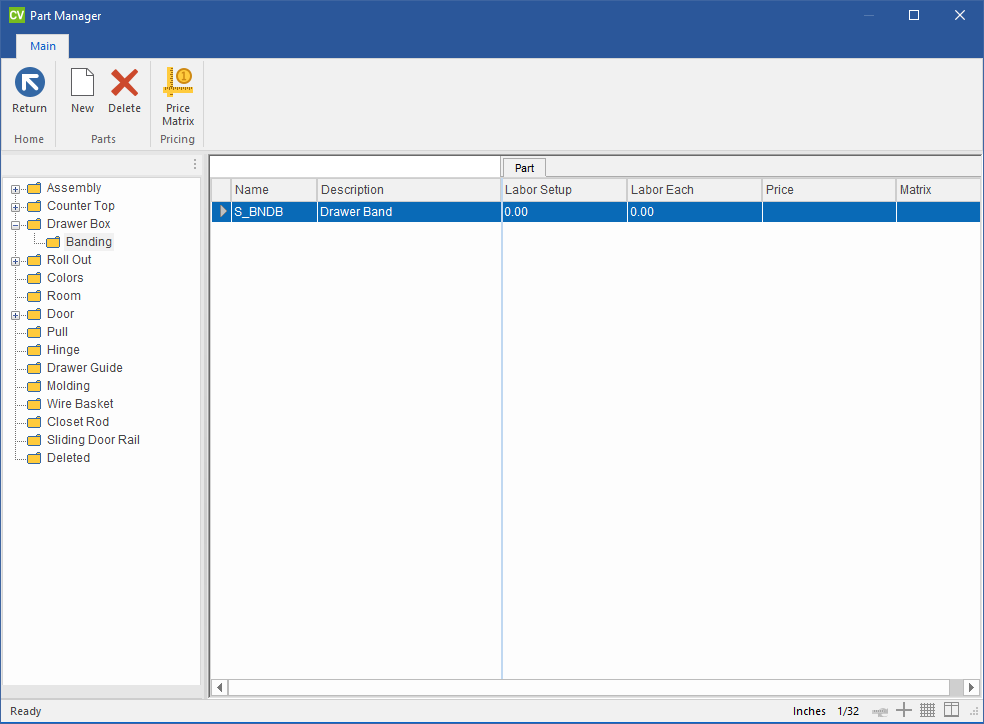 CV Part Manager
Main
Return
New
Delete
Price
Matrix
Home
Parts
Pricing
Assembly
Counter Top
Drawer Box
Banding
Roll Out
Colors
Room
Door
Pull
Hinge
Drawer Guide
Molding
Wire Basket
Closet Rod
Sliding Door Rail
Deleted
Part
Name Description Labor Setup Labor Each Price Matrix
S_BNDB Drawer Band 0.00 0.00
Ready
Inches 1/32